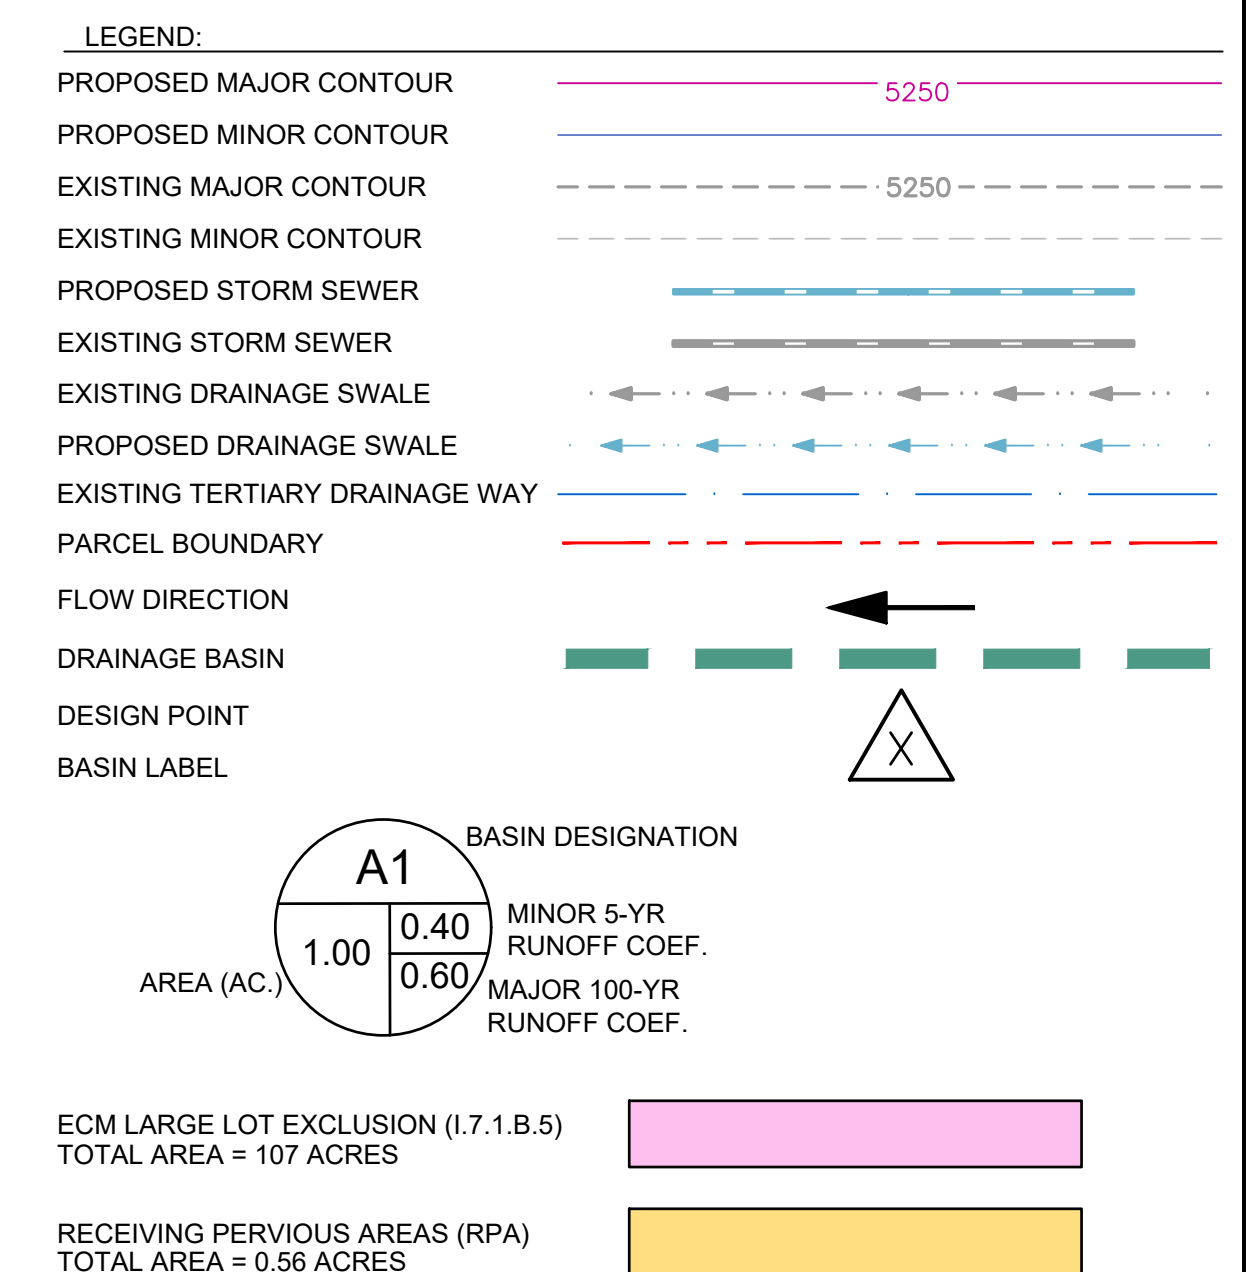 LEGEND:
PROPOSED MAJOR CONTOUR 5250
PROPOSED MINOR CONTOUR
EXISTING MAJOR CONTOUR 5250
EXISTING MINOR CONTOUR
PROPOSED STORM SEWER
EXISTING STORM SEWER
EXISTING DRAINAGE SWALE
PROPOSED DRAINAGE SWALE
EXISTING TERTIARY DRAINAGE WAY
PARCEL BOUNDARY
FLOW DIRECTION
DRAINAGE BASIN
DESIGN POINT
X
BASIN LABEL
BASIN DESIGNATION
A1
MINOR 5-YR
RUNOFF COEF.
0.40
1.00
0.60
AREA (AC.)
MAJOR 100-YR
RUNOFF COEF.
ECM LARGE LOT EXCLUSION (I.7.1.B.5)
TOTAL AREA = 107 ACRES
RECEIVING PERVIOUS AREAS (RPA)
TOTAL AREA = 0.56 ACRES